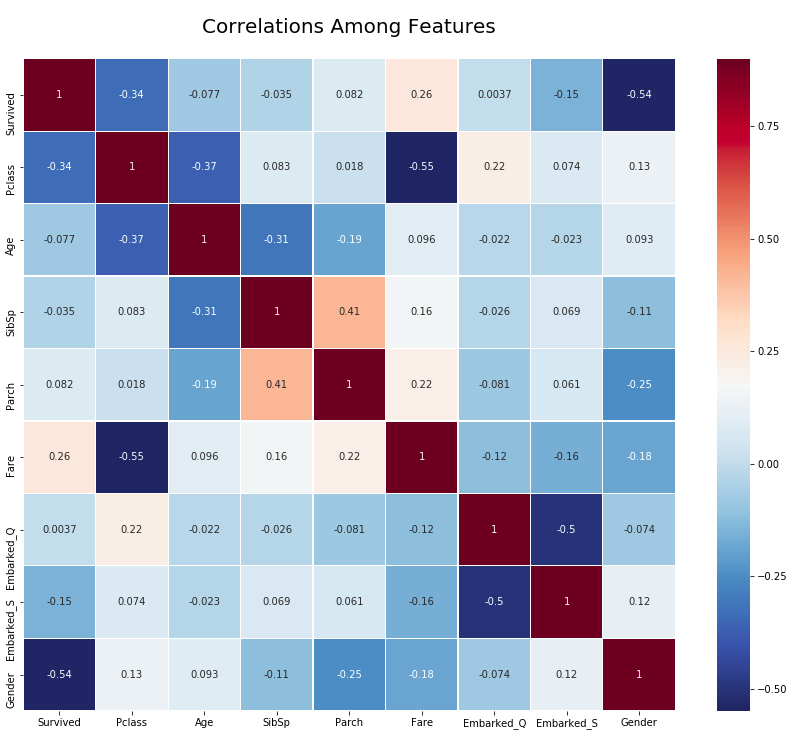 Correlations Among Features
Survived 1 -0.34 -0.077 -0.035 0.082 0.26 0.0037 -0.15 -0.54
Pclass -0.34 1 -0.37 0.083 0.018 -0.55 0.22 0.074 0.13
Age -0.077 -0.37 1 -0.31 -0.19 0.096 -0.022 -0.023 0.093
SibSp -0.035 0.083 -0.31 1 0.41 0.16 -0.026 0.069 -0.11
Parch 0.082 0.018 -0.19 0.41 1 0.22 -0.081 0.061 -0.25
Fare 0.26 -0.55 0.096 0.16 0.22 1 -0.12 -0.16 -0.18
Embarked_Q 0.0037 0.22 -0.022 -0.026 -0.081 -0.12 1 -0.5 -0.074
Embarked_S -0.15 0.074 -0.023 0.069 0.061 -0.16 -0.5 1 0.12
Gender -0.54 0.13 0.093 -0.11 -0.25 -0.18 -0.074 0.12 1
Survived Pclass Age SibSp Parch Fare Embarked_Q Embarked_S Gender
0.75
0.50
0.25
0.00
−0.25
−0.50